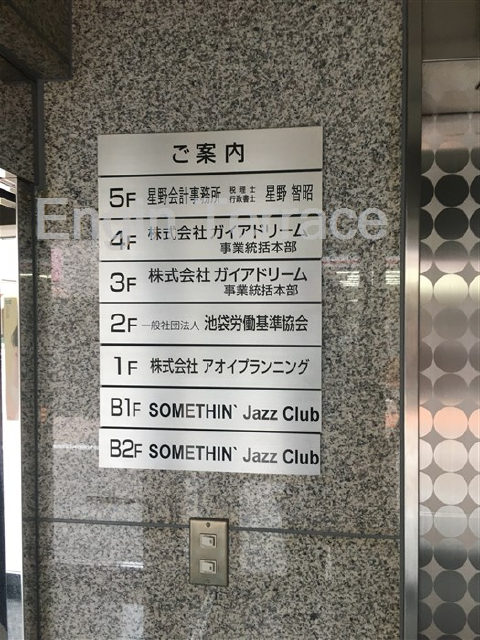 ご案内
5F 星野会計事務所 税理士 行政書士 星野 智昭
4F 株式会社 ガイアドリーム
事業統括本部
3F 株式会社 ガイアドリーム
事業統括本部
2F 一般社団法人 池袋労働基準協会
1F 株式会社 アオイプランニング
B1F SOMETHIN` Jazz Club
B2F SOMETHIN` Jazz Club